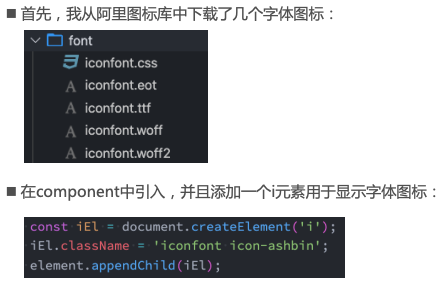 首先，我从阿里图标库中下载了几个字体图标：
font
iconfont.css
iconfont.eot
iconfont.ttf
iconfont.woff
iconfont.woff2
在component中引入，并且添加一个i元素用于显示字体图标：
const iEl = document.createElement('i');
iEl.className = 'iconfont icon-ashbin';
element.appendChild(iEl);